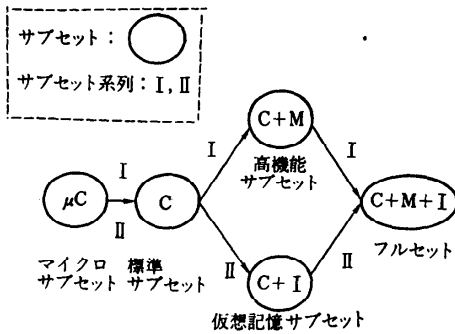 サブセット：
サブセット系列：Ⅰ，Ⅱ
C+M
Ⅰ
Ⅰ
高機能
サブセット
Ⅰ
μC
C
C+M+I
Ⅱ
フルセット
マイクロ
サブセット
標準
サブセット
Ⅱ
Ⅱ
C+I
仮想記憶サブセット